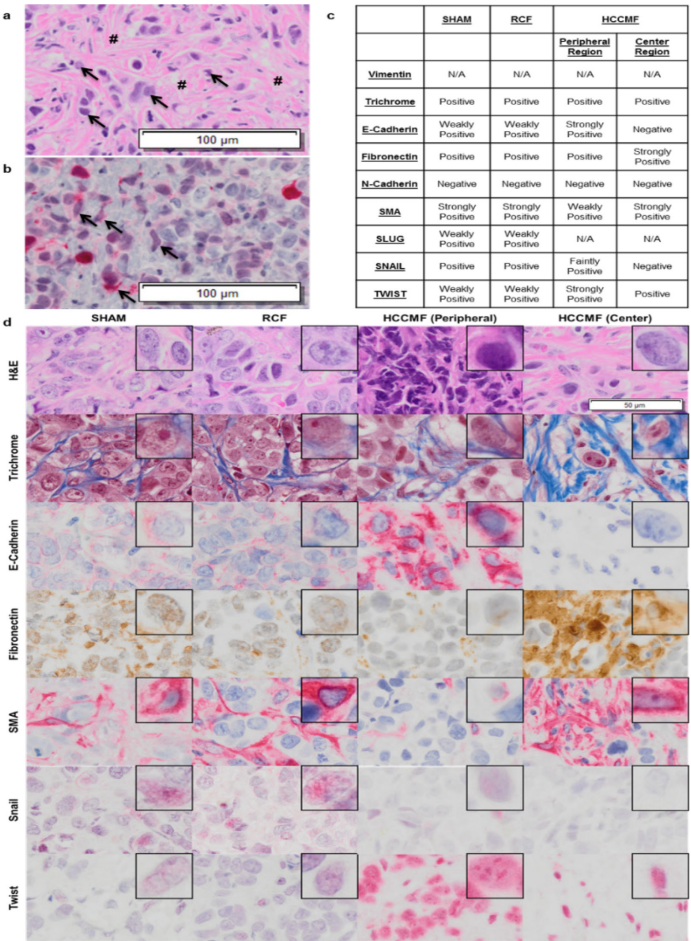 a
#
#
#
100 µm
b
100 µm
c
SHAM RCF HCCMF
Peripheral Region Center Region
Vimentin N/A N/A N/A N/A
Trichrome Positive Positive Positive Positive
E-Cadherin Weakly Positive Weakly Positive Strongly Positive Negative
Fibronectin Positive Positive Positive Strongly Positive
N-Cadherin Negative Negative Negative Negative
SMA Strongly Positive Strongly Positive Weakly Positive Strongly Positive
SLUG Weakly Positive Weakly Positive N/A N/A
SNAIL Positive Positive Faintly Positive Negative
TWIST Weakly Positive Weakly Positive Strongly Positive Positive
d
SHAM RCF HCCMF (Peripheral) HCCMF (Center)
H&E
50 µm
Trichrome
E-Cadherin
Fibronectin
SMA
Snail
Twist